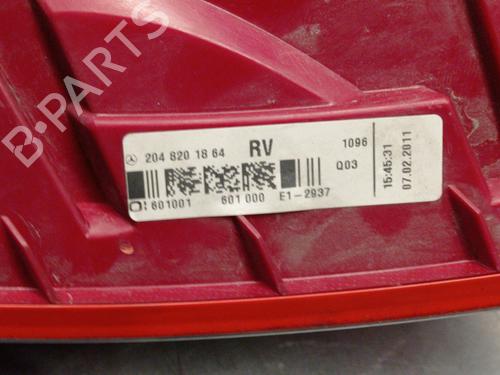 B-PARTS
204 820 18 64 RV 1096
Q03
601001 601 000 E1-2937
15:45:31
07.02.2011